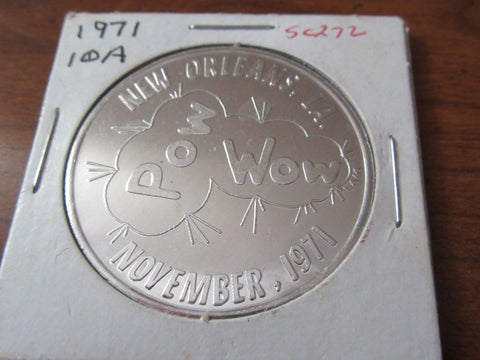 1971
10A
SC272
NEW ORLEANS, LA.
POW
WOW
NOVEMBER, 1971